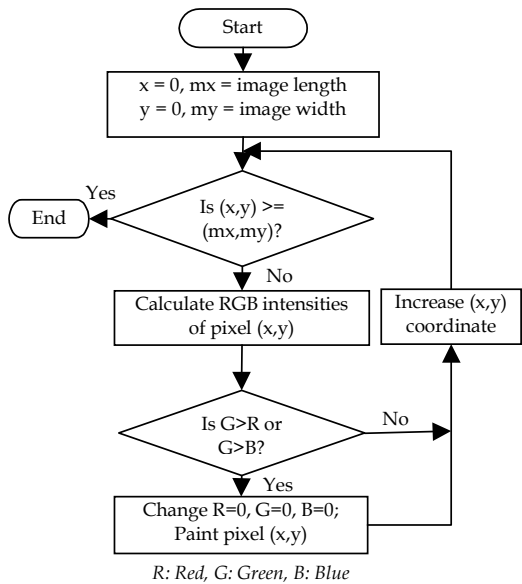 Start
x = 0, mx = image length
y = 0, my = image width
Yes
End
Is (x,y) >=
(mx,my)?
No
Calculate RGB intensities
of pixel (x,y)
Increase (x,y)
coordinate
Is G>R or
G>B?
No
Yes
Change R=0, G=0, B=0;
Paint pixel (x,y)
R: Red, G: Green, B: Blue